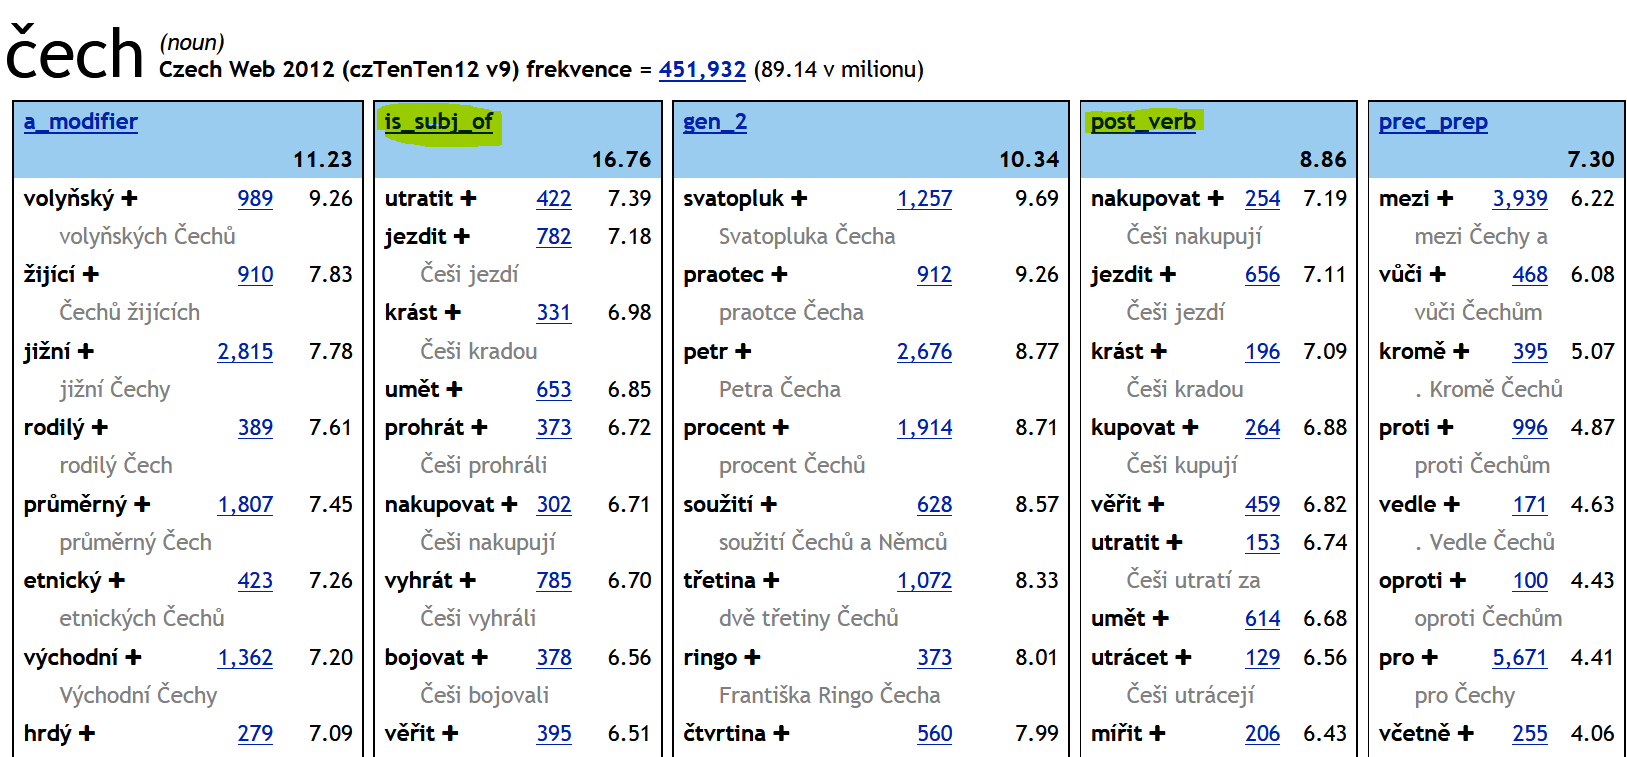 čech (noun)
Czech Web 2012 (czTenTen12 v9) frekvence = 451,932 (89.14 v milionu)
a_modifier
11.23
volyňský + 989 9.26
volyňských Čechů
žijící + 910 7.83
Čechů žijících
jižní + 2,815 7.78
jižní Čechy
rodilý + 389 7.61
rodilý Čech
průměrný + 1,807 7.45
průměrný Čech
etnický + 423 7.26
etnických Čechů
východní + 1,362 7.20
Východní Čechy
hrdý + 279 7.09
is_subj_of
16.76
utratit + 422 7.39
jezdit + 782 7.18
Češi jezdí
krást + 331 6.98
Češi kradou
umět + 653 6.85
prohrát + 373 6.72
Češi prohráli
nakupovat + 302 6.71
Češi nakupují
vyhrát + 785 6.70
Češi vyhráli
bojovat + 378 6.56
Češi bojovali
věřit + 395 6.51
gen_2
10.34
svatopluk + 1,257 9.69
Svatopluka Čecha
praotec + 912 9.26
praotce Čecha
petr + 2,676 8.77
Petra Čecha
procent + 1,914 8.71
procent Čechů
soužití + 628 8.57
soužití Čechů a Němců
třetina + 1,072 8.33
dvě třetiny Čechů
ringo + 373 8.01
Františka Ringo Čecha
čtvrtina + 560 7.99
post_verb
8.86
nakupovat + 254 7.19
Češi nakupují
jezdit + 656 7.11
Češi jezdí
krást + 196 7.09
Češi kradou
kupovat + 264 6.88
Češi kupují
věřit + 459 6.82
utratit + 153 6.74
Češi utratí za
umět + 614 6.68
utrácet + 129 6.56
Češi utrácejí
mířit + 206 6.43
prec_prep
7.30
mezi + 3,939 6.22
mezi Čechy a
vůči + 468 6.08
vůči Čechům
kromě + 395 5.07
. Kromě Čechů
proti + 996 4.87
proti Čechům
vedle + 171 4.63
. Vedle Čechů
oproti + 100 4.43
oproti Čechům
pro + 5,671 4.41
pro Čechy
včetně + 255 4.06